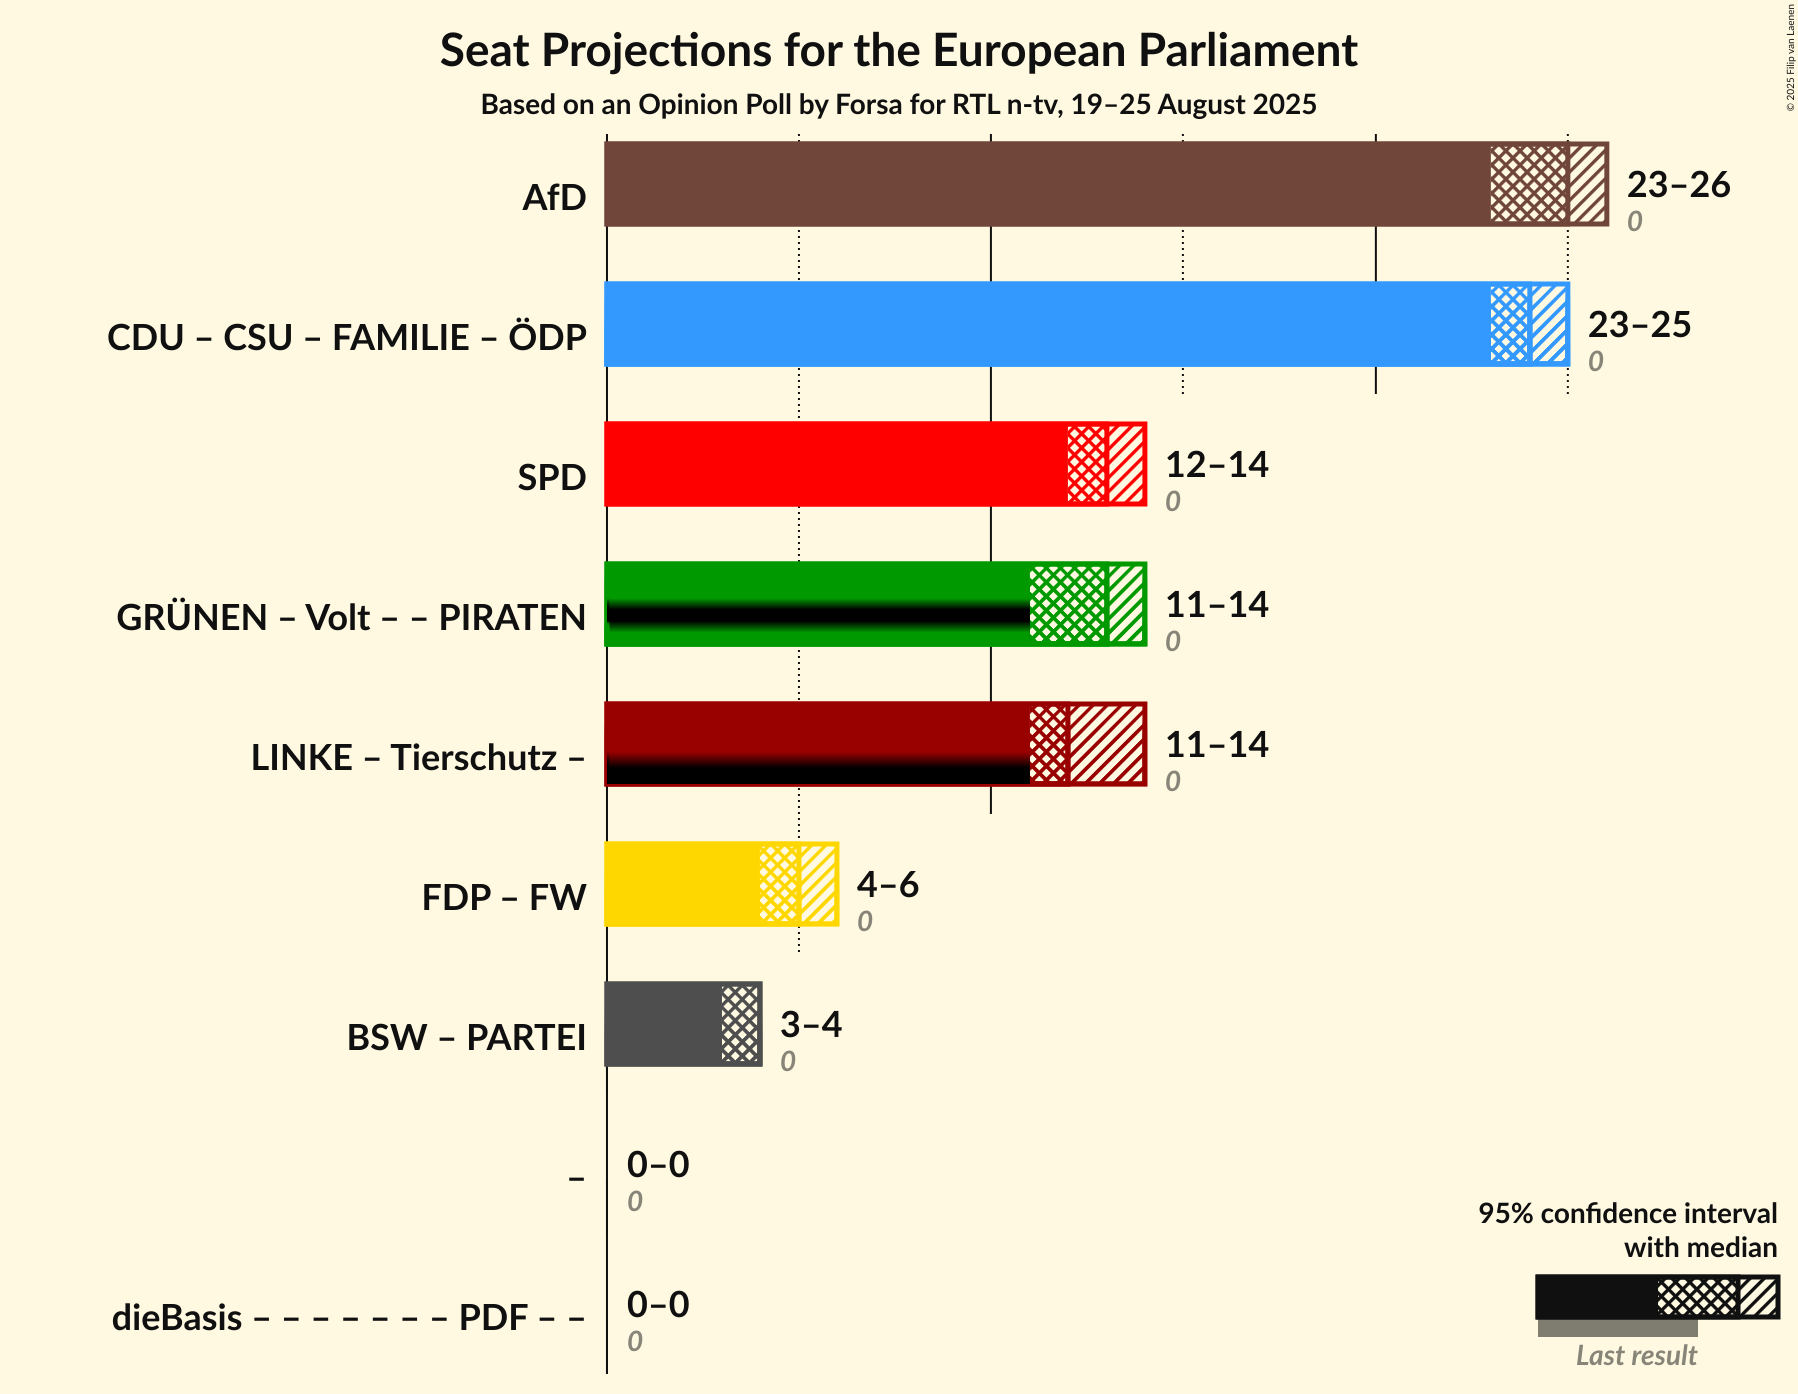 Seat Projections for the European Parliament
Based on an Opinion Poll by Forsa for RTL n-tv, 19–25 August 2025
© 2025 Filip van Laenen
AfD
23–26
0
CDU – CSU – FAMILIE – ÖDP
23–25
0
SPD
12–14
0
GRÜNEN – Volt – – PIRATEN
11–14
0
LINKE – Tierschutz –
11–14
0
FDP – FW
4–6
0
BSW – PARTEI
3–4
0
–
0–0
0
dieBasis – – – – – – – PDF – –
0–0
0
95% confidence interval
with median
Last result